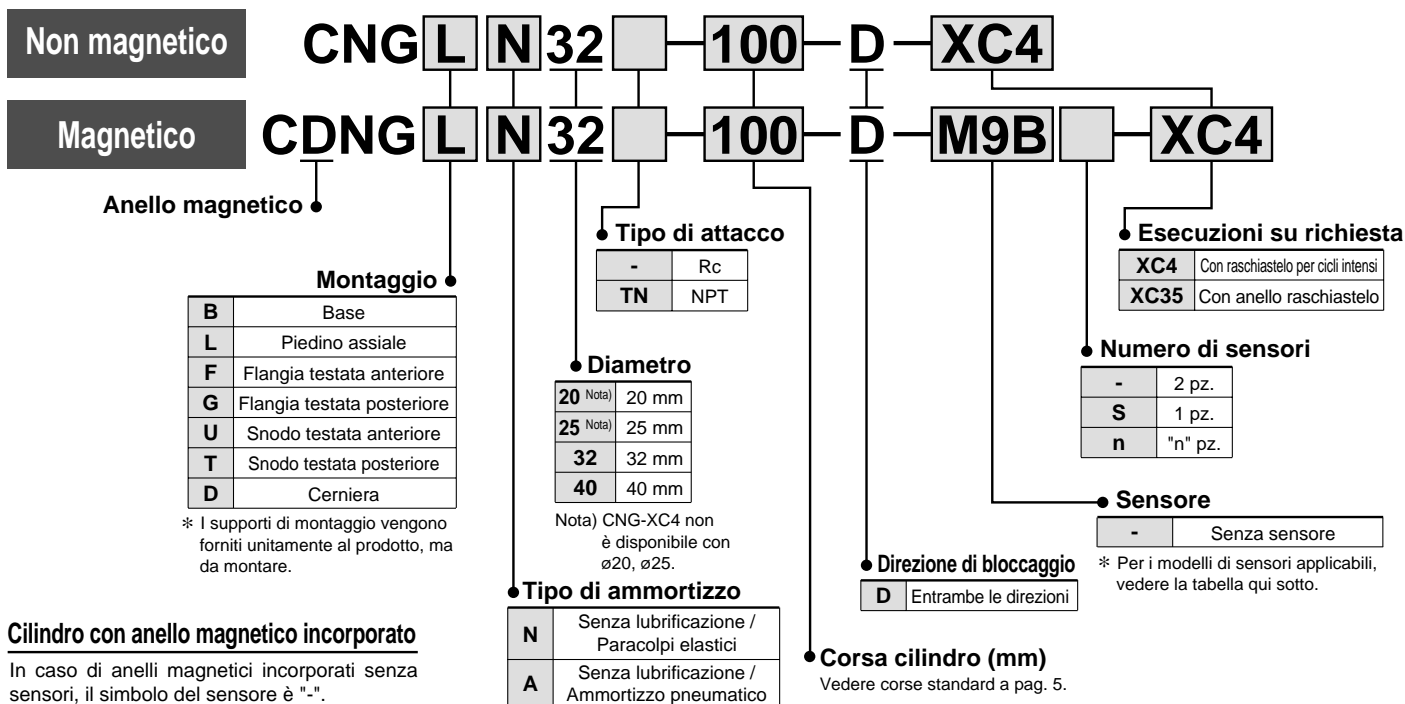 Non magnetico CNG L N 32 100 D XC4
Magnetico CDNG L N 32 100 D M9B XC4
Anello magnetico
Montaggio
B Base
L Piedino assiale
F Flangia testata anteriore
G Flangia testata posteriore
U Snodo testata anteriore
T Snodo testata posteriore
D Cerniera
* I supporti di montaggio vengono
forniti unitamente al prodotto, ma
da montare.
Cilindro con anello magnetico incorporato
In caso di anelli magnetici incorporati senza
sensori, il simbolo del sensore è "-".
Tipo di attacco
- Rc
TN NPT
Diametro
20 Nota) 20 mm
25 Nota) 25 mm
32 32 mm
40 40 mm
Nota) CNG-XC4 non
è disponibile con
ø20, ø25.
Tipo di ammortizzo
N Senza lubrificazione /
Paracolpi elastici
A Senza lubrificazione /
Ammortizzo pneumatico
Corsa cilindro (mm)
Vedere corse standard a pag. 5.
Direzione di bloccaggio
D Entrambe le direzioni
Esecuzioni su richiesta
XC4 Con raschiastelo per cicli intensi
XC35 Con anello raschiastelo
Numero di sensori
- 2 pz.
S 1 pz.
n "n" pz.
Sensore
- Senza sensore
* Per i modelli di sensori applicabili,
vedere la tabella qui sotto.